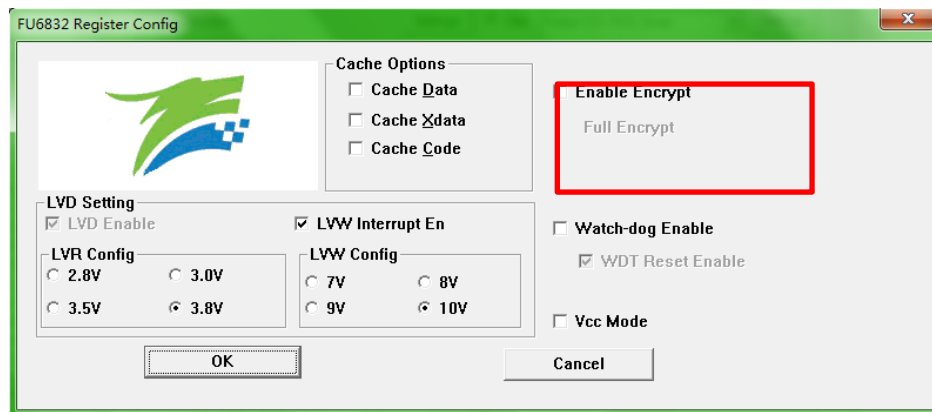 FU6832 Register Config
Cache Options
Cache Data
Cache Xdata
Cache Code
Enable Encrypt
Full Encrypt
LVD Setting
LVD Enable
LVW Interrupt En
LVR Config
2.8V 3.0V
3.5V 3.8V
LVW Config
7V 8V
9V 10V
Watch-dog Enable
WDT Reset Enable
Vcc Mode
OK
Cancel